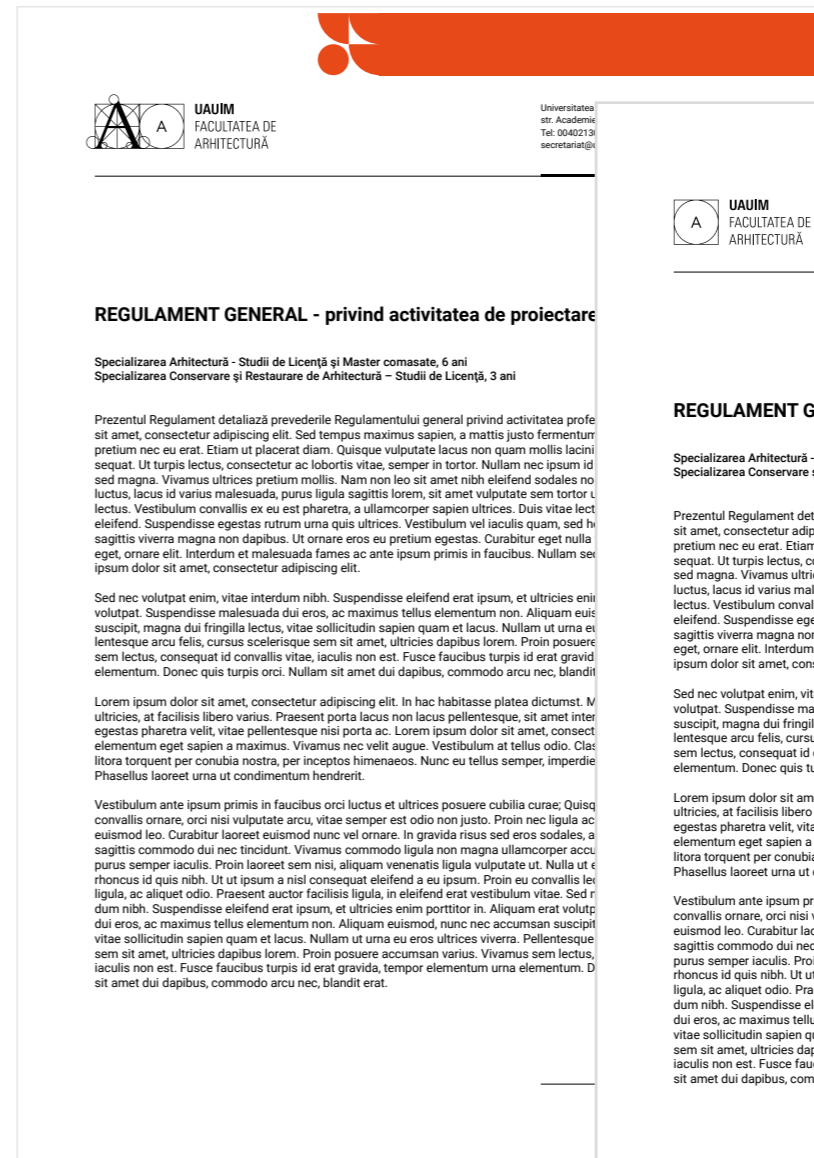 A A
UAUIM
FACULTATEA DE
ARHITECTURĂ
Universitatea
str. Academie
Tel: 004021
secretariat@
REGULAMENT GENERAL - privind activitatea de proiectare
Specializarea Arhitectură - Studii de Licență și Master comasate, 6 ani
Specializarea Conservare și Restaurare de Arhitectură – Studii de Licență, 3 ani
Prezentul Regulament detaliază prevederile Regulamentului general privind activitatea profe
sit amet, consectetur adipiscing elit. Sed tempus maximus sapien, a mattis justo fermentum
pretium nec eu erat. Etiam ut placerat diam. Quisque vulputate lacus non quam mollis lacini
sequat. Ut turpis lectus, consectetur ac lobortis vitae, semper in tortor. Nullam nec ipsum id
sed magna. Vivamus ultrices pretium mollis. Nam non leo sit amet nibh eleifend sodales no
luctus, lacus id varius malesuada, purus ligula sagittis lorem, sit amet vulputate sem tortor
lectus. Vestibulum convallis ex eu est pharetra, a ullamcorper sapien ultrices. Duis vitae lect
eleifend. Suspendisse egestas rutrum urna quis ultrices. Vestibulum vel iaculis quam, sed
sagittis viverra magna non dapibus. Ut ornare eros eu pretium egestas. Curabitur eget nulla
eget, ornare elit. Interdum et malesuada fames ac ante ipsum primis in faucibus. Nullam
ipsum dolor sit amet, consectetur adipiscing elit.
Sed nec volutpat enim, vitae interdum nibh. Suspendisse eleifend erat ipsum, et ultricies eni
volutpat. Suspendisse malesuada dui eros, ac maximus tellus elementum non. Aliquam euis
suscipit, magna dui fringilla lectus, vitae sollicitudin sapien quam et lacus. Nullam ut urna
lentesque arcu felis, cursus scelerisque sem sit amet, ultricies dapibus lorem. Proin posuere
sem lectus, consequat id convallis vitae, iaculis non est. Fusce faucibus turpis id erat gravid
elementum. Donec quis turpis orci. Nullam sit amet dui dapibus, commodo arcu nec, blandit
Lorem ipsum dolor sit amet, consectetur adipiscing elit. In hac habitasse platea dictumst. M
ultricies, at facilisis libero varius. Praesent porta lacus non lacus pellentesque, sit amet inter
egestas pharetra velit, vitae pellentesque nisi porta ac. Lorem ipsum dolor sit amet, consect
elementum eget sapien a maximus. Vivamus nec velit augue. Vestibulum at tellus odio. Clas
litora torquent per conubia nostra, per inceptos himenaeos. Nunc eu tellus semper, imperdie
Phasellus laoreet urna ut condimentum hendrerit.
Vestibulum ante ipsum primis in faucibus orci luctus et ultrices posuere cubilia curae; Quisq
convallis ornare, orci nisi vulputate arcu, vitae semper est odio non justo. Proin nec ligula ac
euismod leo. Curabitur laoreet euismod nunc vel ornare. In gravida risus sed eros sodales, a
sagittis commodo dui nec tincidunt. Vivamus commodo ligula non magna ullamcorper accu
purus semper iaculis. Proin laoreet sem nisi, aliquam venenatis ligula vulputate ut. Nulla ut
rhoncus id quis nibh. Ut ut ipsum a nisl consequat eleifend a eu ipsum. Proin eu convallis
ligula, ac aliquet odio. Praesent auctor facilisis ligula, in eleifend erat vestibulum vitae. Sed
dum nibh. Suspendisse eleifend erat ipsum, et ultricies enim porttitor in. Aliquam erat volutp
dui eros, ac maximus tellus elementum non. Aliquam euismod, nunc nec accumsan suscipit
vitae sollicitudin sapien quam et lacus. Nullam ut urna eu eros ultrices viverra. Pellentesque
sem sit amet, ultricies dapibus lorem. Proin posuere accumsan varius. Vivamus sem lectus,
iaculis non est. Fusce faucibus turpis id erat gravida, tempor elementum urna elementum. D
sit amet dui dapibus, commodo arcu nec, blandit erat.
A
UAUIM
FACULTATEA DE
ARHITECTURĂ
REGULAMENT G
Specializarea Arhitectură -
Specializarea Conservare
Prezentul Regulament det
sit amet, consectetur adip
pretium nec eu erat. Etiam
sequat. Ut turpis lectus,
sed magna. Vivamus ultri
luctus, lacus id varius mal
lectus. Vestibulum conval
eleifend. Suspendisse ege
sagittis viverra magna non
eget, ornare elit. Interdum
ipsum dolor sit amet, cons
Sed nec volutpat enim, vit
volutpat. Suspendisse ma
suscipit, magna dui fringil
lentesque arcu felis, cursu
sem lectus, consequat id
elementum. Donec quis tu
Lorem ipsum dolor sit am
ultricies, at facilisis libero
egestas pharetra velit, vita
elementum eget sapien a
litora torquent per conubia
Phasellus laoreet urna ut
Vestibulum ante ipsum pr
convallis ornare, orci nisi
euismod leo. Curabitur lac
sagittis commodo dui nec
purus semper iaculis. Proi
rhoncus id quis nibh. Ut ut
ligula, ac aliquet odio. Pra
dum nibh. Suspendisse el
dui eros, ac maximus tellu
vitae sollicitudin sapien qu
sem sit amet, ultricies dap
iaculis non est. Fusce fau
sit amet dui dapibus, com